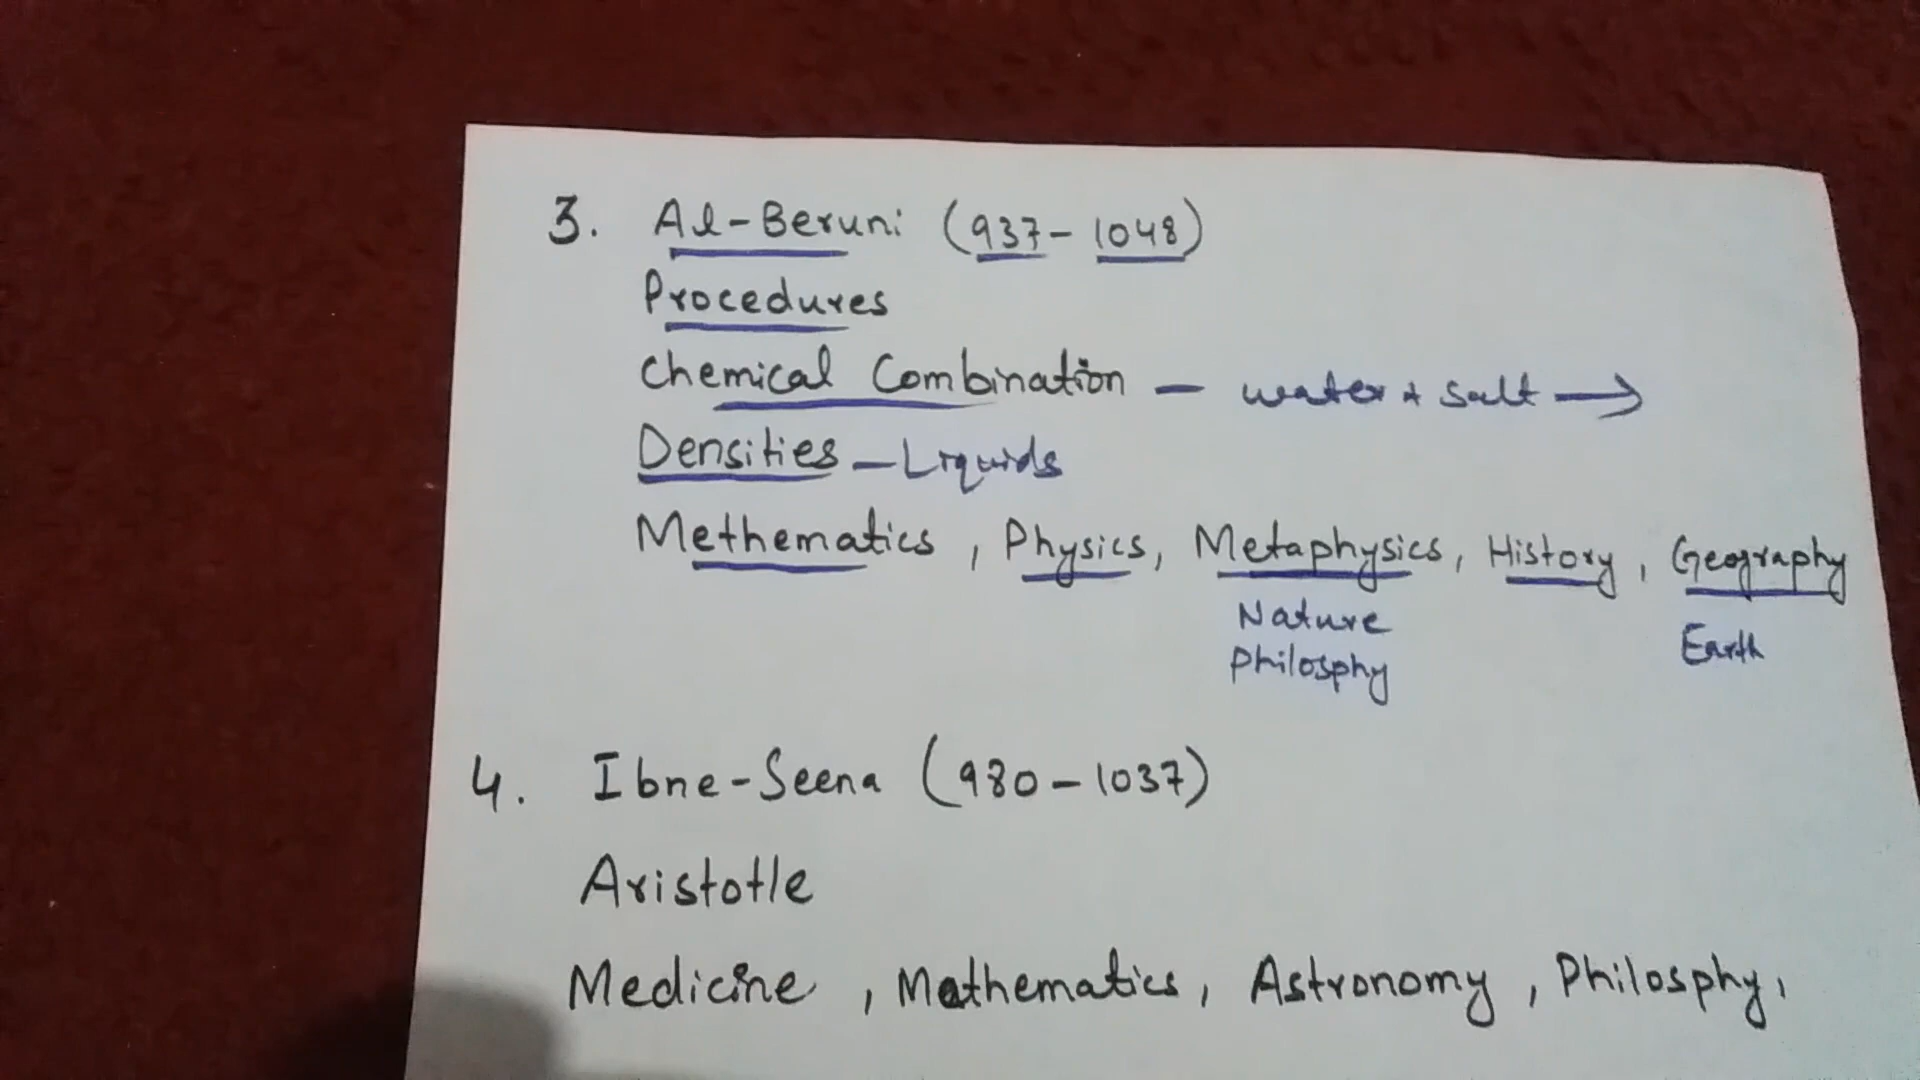 3. Al-Beruni (937-1048)
Procedures
Chemical Combination - water + Salt →
Densities - Liquids
Methematics, Physics, Metaphysics, History, Geography
Nature Earth
Philosphy
4. Ibne-Seena (980-1037)
Aristotle
Medicine, Mathematics, Astronomy, Philosphy,